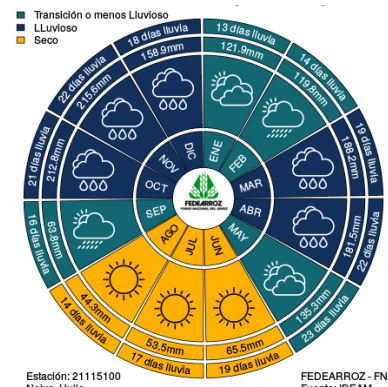 Transición o menos Lluvioso
LLuvioso
Seco
13 días lluvia
121.9mm
ENE
14 días lluvia
119.8mm
FEB
19 días lluvia
186.2mm
MAR
22 días lluvia
181.5mm
ABR
23 días lluvia
135.3mm
MAY
19 días lluvia
65.5mm
JUN
17 días lluvia
53.5mm
JUL
14 días lluvia
44.3mm
AGO
16 días lluvia
63.8mm
SEP
21 días lluvia
212.8mm
OCT
22 días lluvia
215.6mm
NOV
18 días lluvia
158.9mm
DIC
FEDEARROZ
FONDO NACIONAL DEL ARROZ
Estación: 21115100
FEDEARROZ - FN